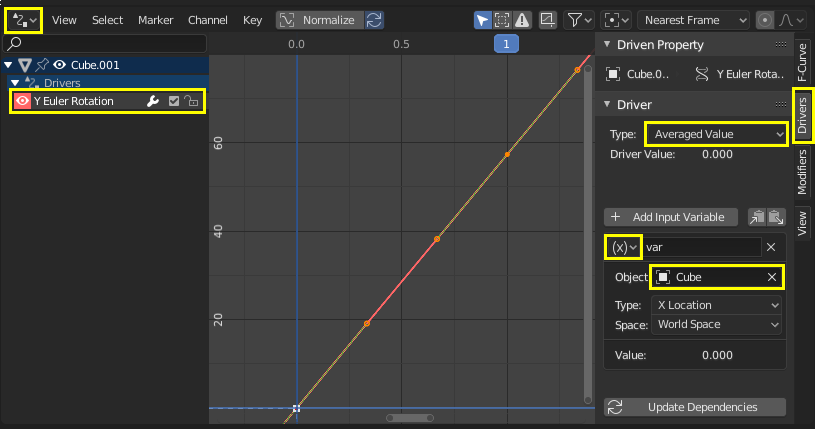 View Select Marker Channel Key Normalize Nearest Frame
Cube.001
Drivers
Y Euler Rotation
0.0 0.5 1
60
40
20
Driven Property
Cube.0.. Y Euler Rota..
Driver
Type: Averaged Value
Driver Value: 0.000
+ Add Input Variable
(x) var
Object Cube
Type: X Location
Space: World Space
Value: 0.000
Update Dependencies
F-Curve
Drivers
Modifiers
View